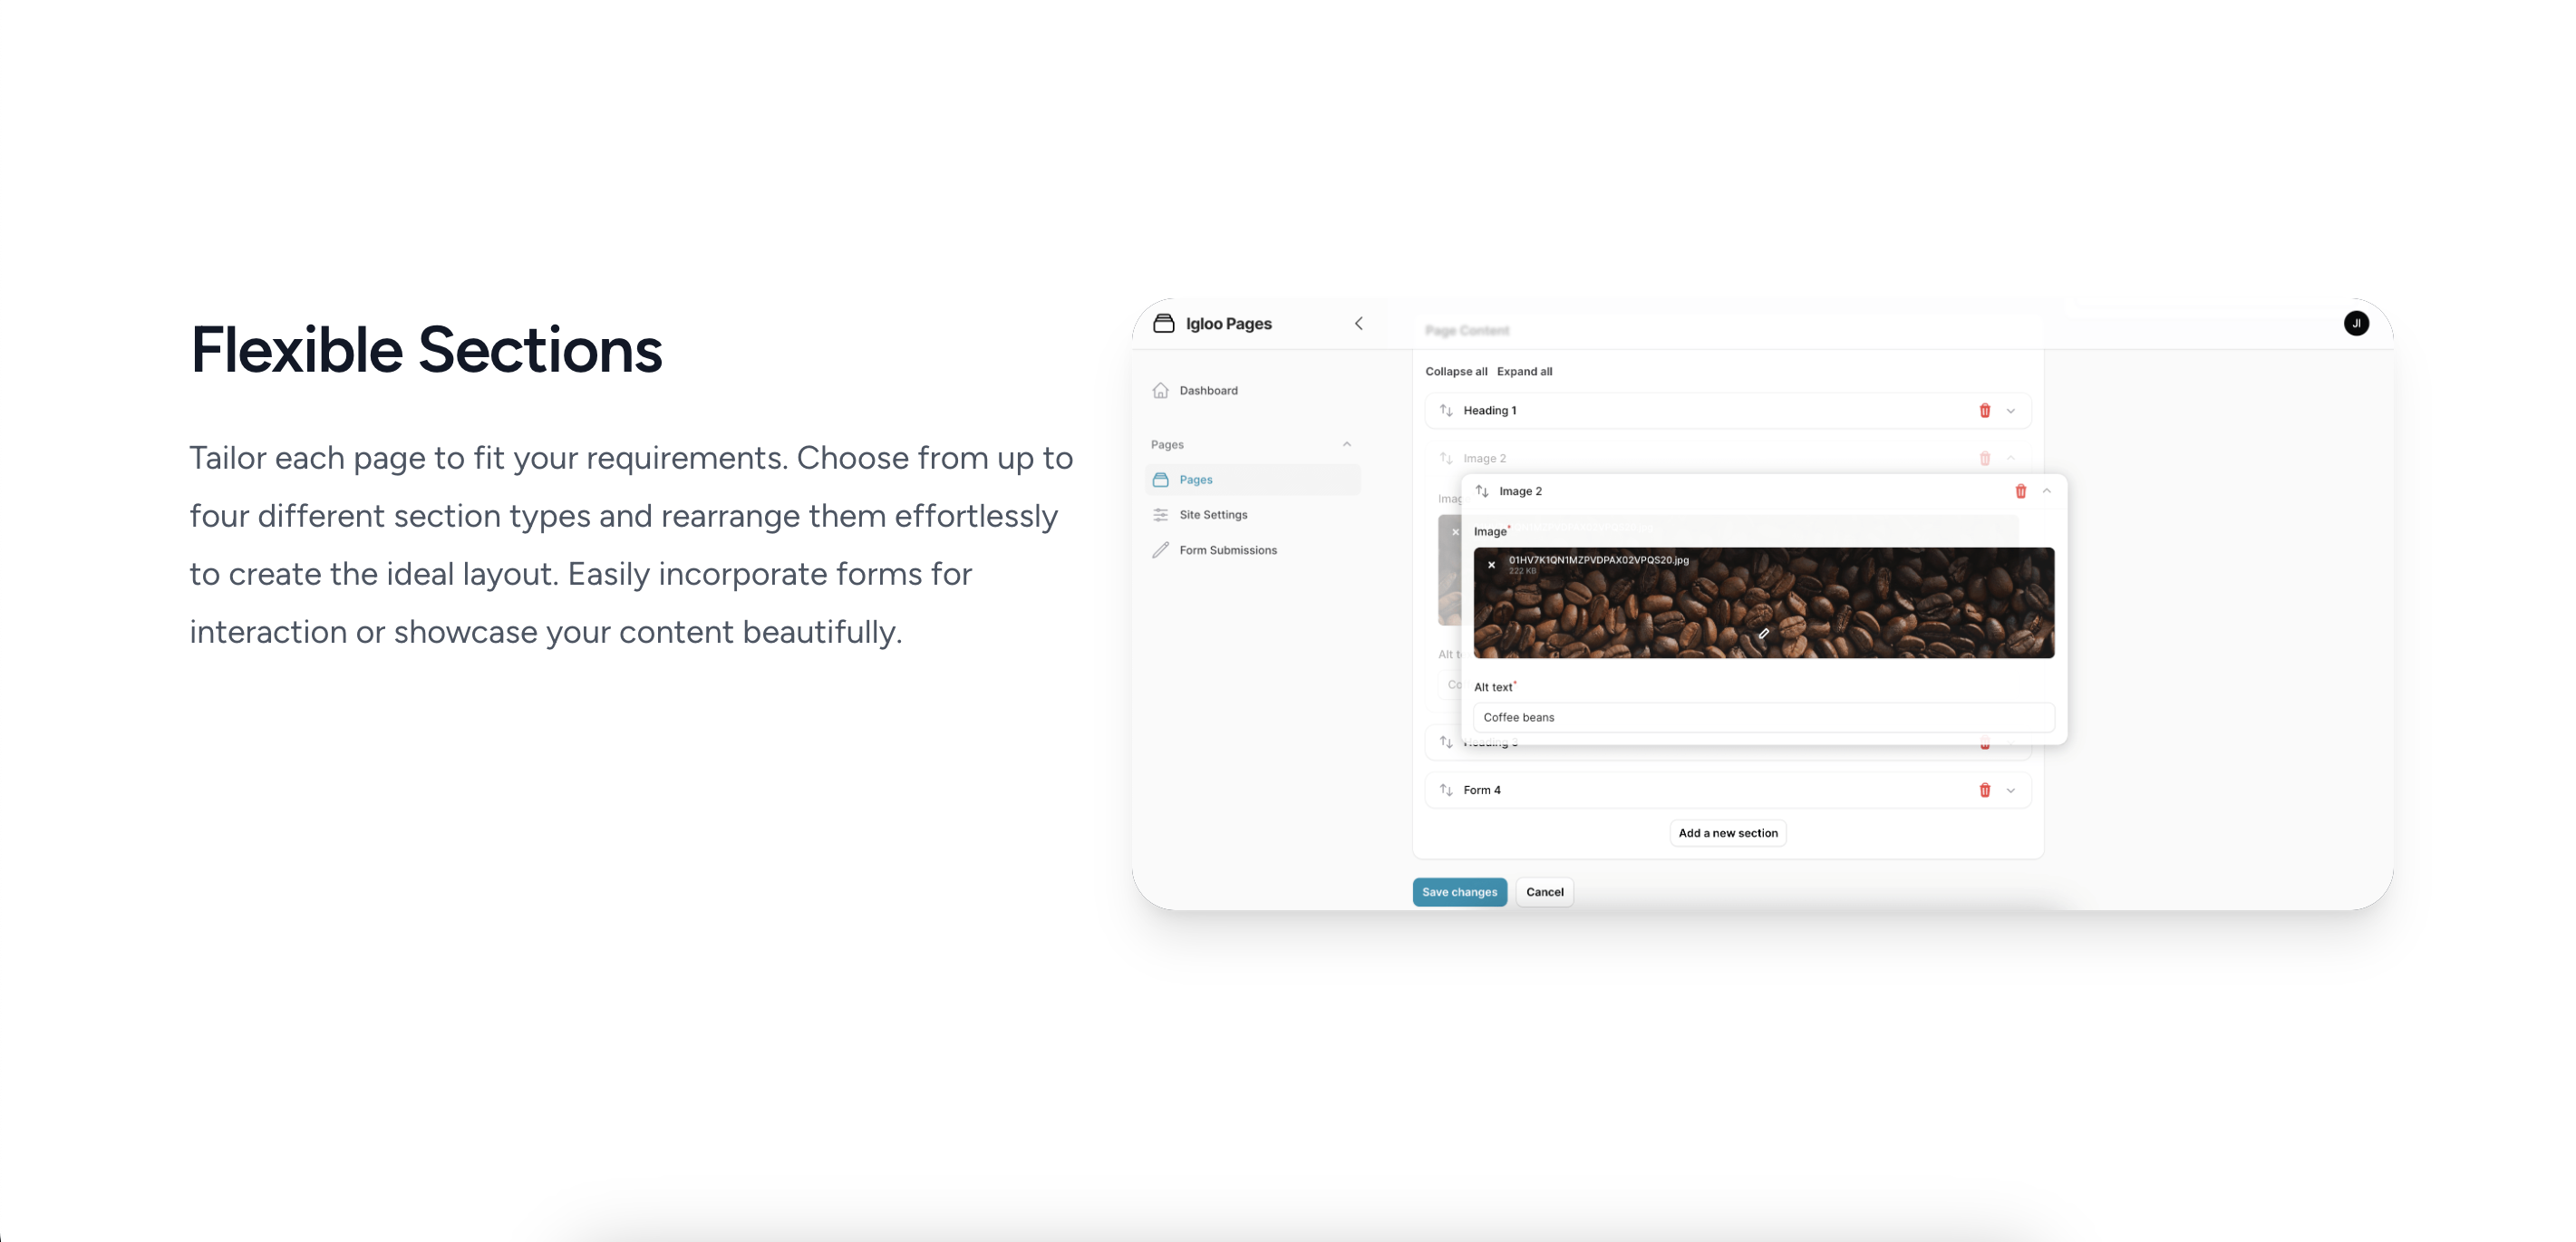 Flexible Sections
Tailor each page to fit your requirements. Choose from up to
four different section types and rearrange them effortlessly
to create the ideal layout. Easily incorporate forms for
interaction or showcase your content beautifully.
Igloo Pages
JI
Dashboard
Pages
Pages
Site Settings
Form Submissions
Page Content
Collapse all Expand all
Heading 1
Image 2
Image 2
Image*
01HV7K1QN1MZPVDPAX02VPQS20.jpg
222 KB
Alt text*
Coffee beans
Heading 3
Form 4
Add a new section
Save changes Cancel